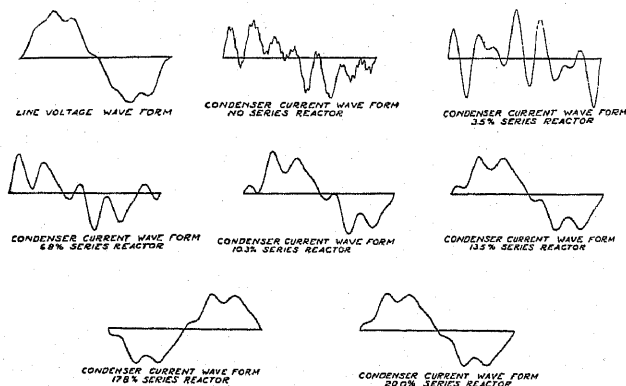 LINE VOLTAGE WAVE FORM
CONDENSER CURRENT WAVE FORM
NO SERIES REACTOR
CONDENSER CURRENT WAVE FORM
3.5% SERIES REACTOR
CONDENSER CURRENT WAVE FORM
6.8% SERIES REACTOR
CONDENSER CURRENT WAVE FORM
10.3% SERIES REACTOR
CONDENSER CURRENT WAVE FORM
13.5% SERIES REACTOR
CONDENSER CURRENT WAVE FORM
17.8% SERIES REACTOR
CONDENSER CURRENT WAVE FORM
20.0% SERIES REACTOR